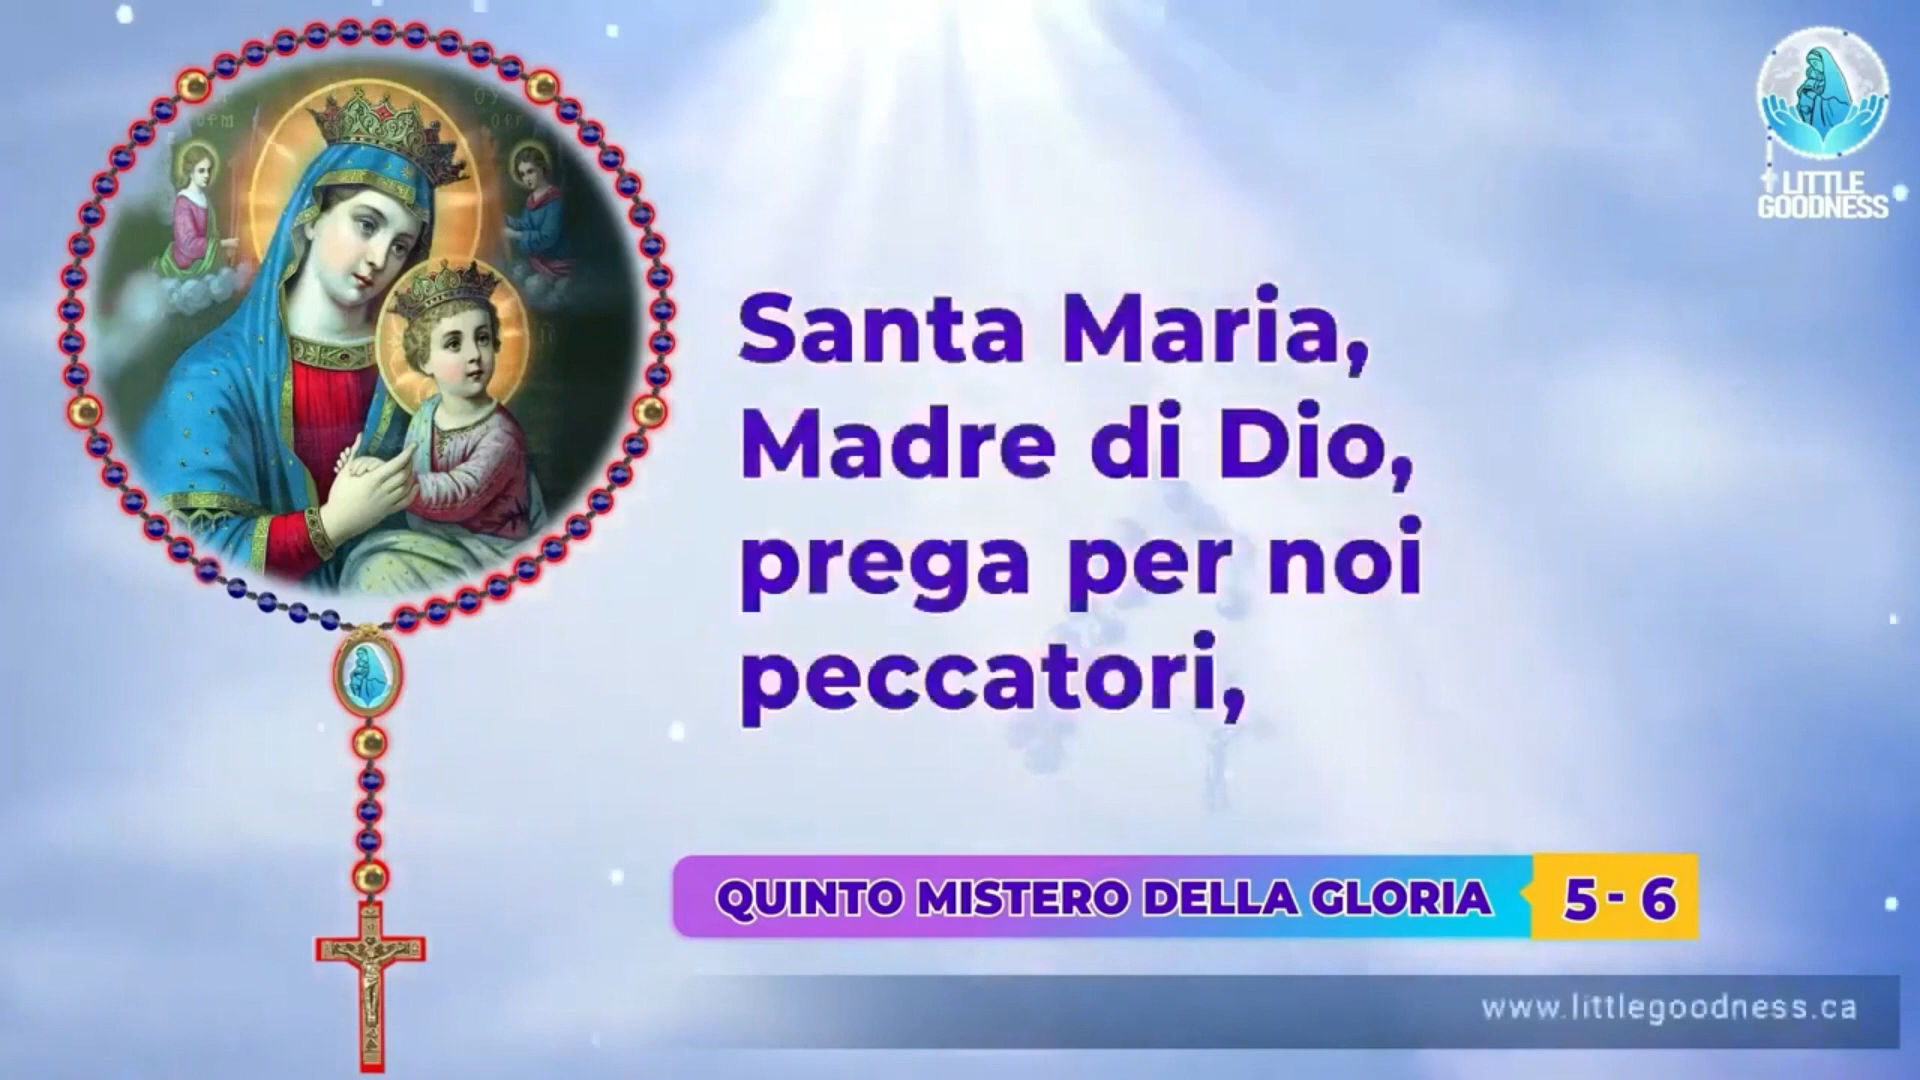 LITTLE
GOODNESS
Santa Maria,
Madre di Dio,
prega per noi
peccatori,
QUINTO MISTERO DELLA GLORIA 5 - 6
www.littlegoodness.ca